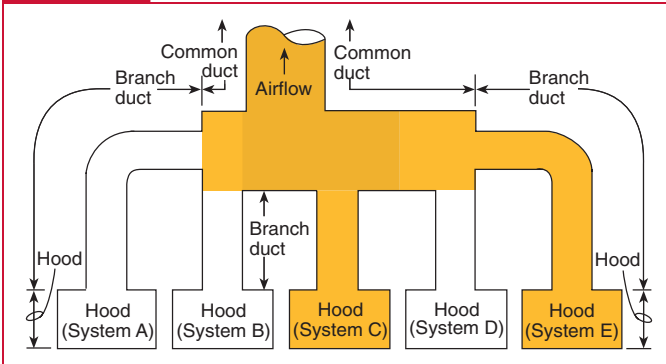 Common
duct
Common
duct
Branch
duct
Airflow
Branch
duct
Branch
duct
Hood
Hood
Hood
(System A)
Hood
(System B)
Hood
(System C)
Hood
(System D)
Hood
(System E)